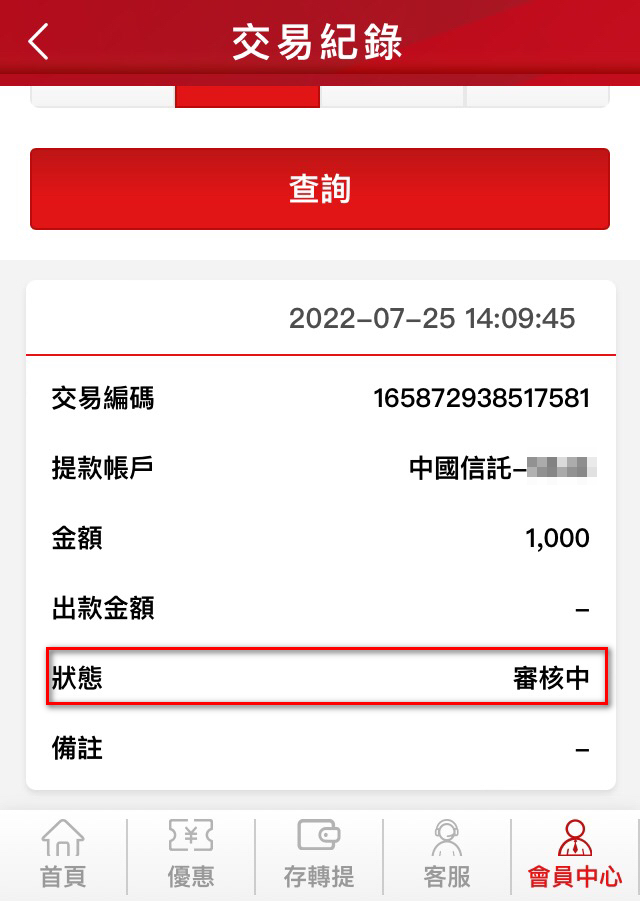 交易紀錄
查詢
2022-07-25 14:09:45
交易編碼 165872938517581
提款帳戶 中國信託-
金額 1,000
出款金額 -
狀態 審核中
備註 -
首頁 優惠 存轉提 客服 會員中心